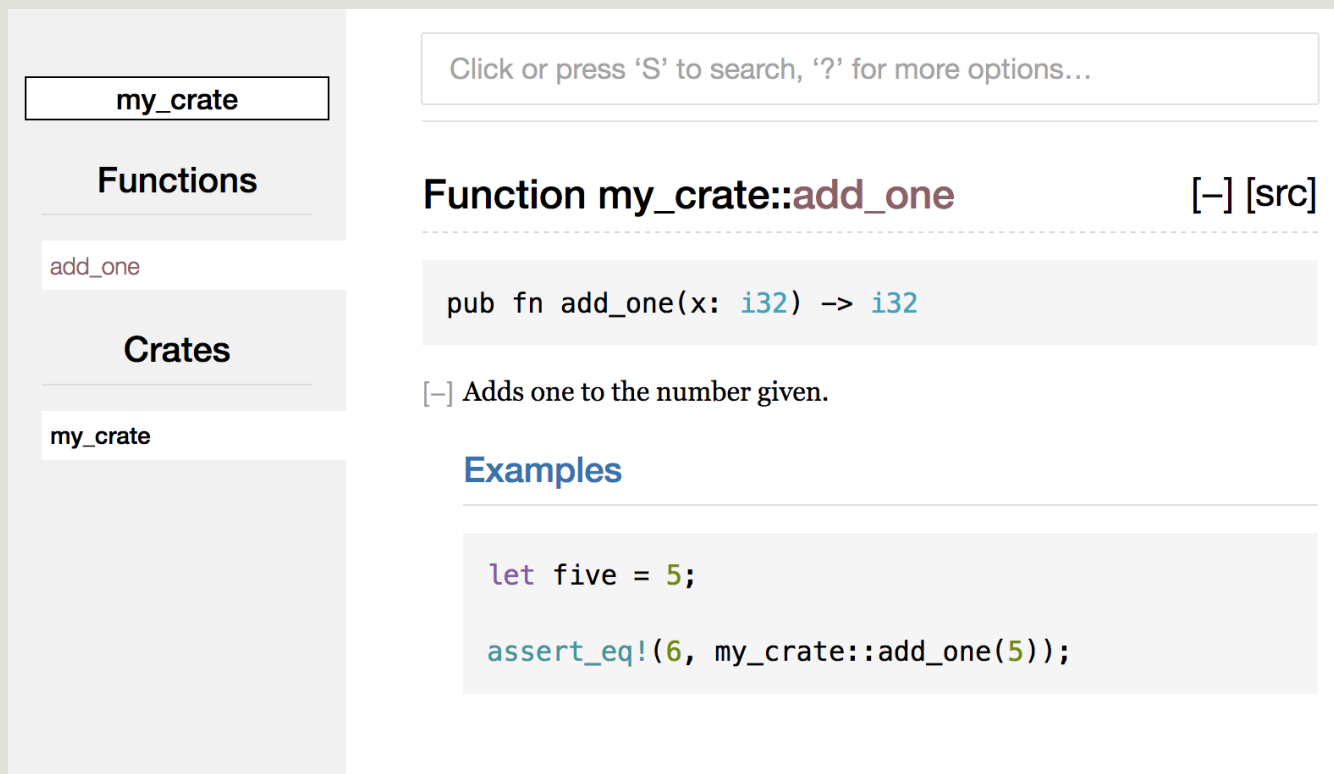 my_crate
Functions
add_one
Crates
my_crate
Click or press ‘S’ to search, ‘?’ for more options…
Function my_crate::add_one [–] [src]
pub fn add_one(x: i32) -> i32
[–] Adds one to the number given.
Examples
let five = 5;
assert_eq!(6, my_crate::add_one(5));